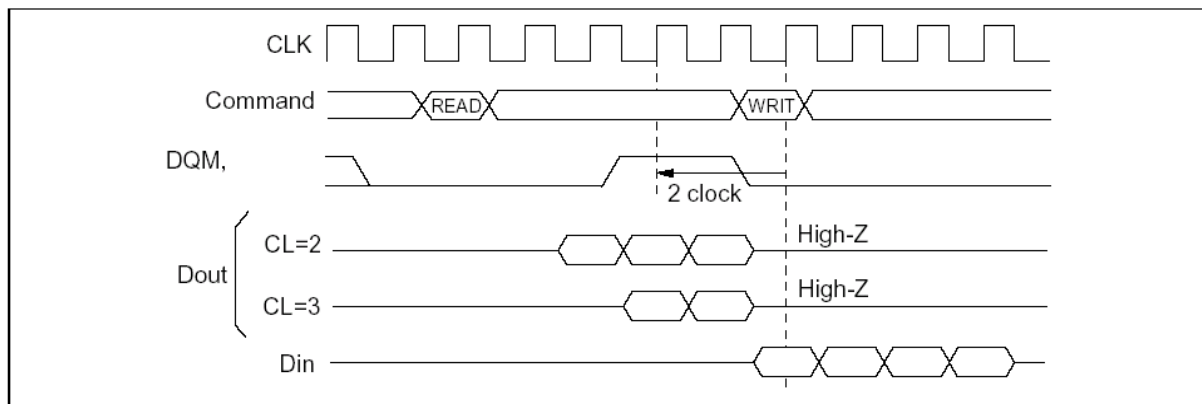 CLK
Command READ WRIT
DQM,
2 clock
CL=2 High-Z
Dout
CL=3 High-Z
Din